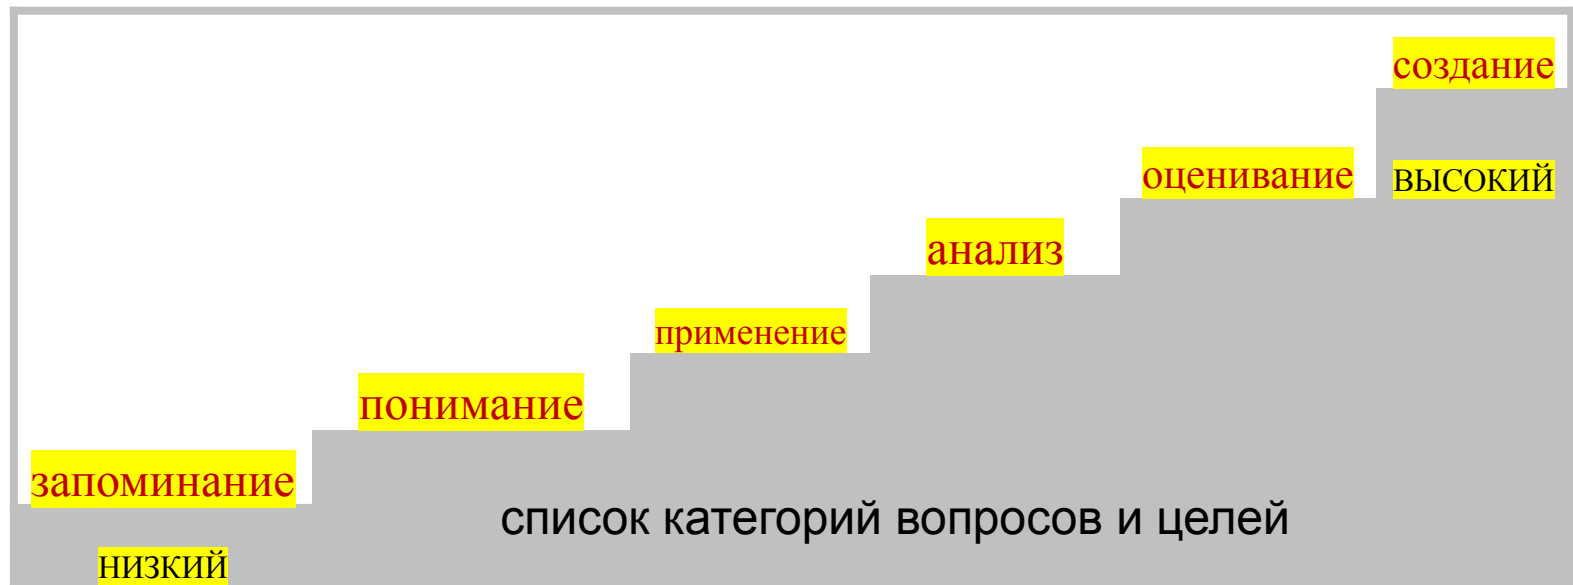 создание
оценивание
ВЫСОКИЙ
анализ
применение
понимание
запоминание
список категорий вопросов и целей
НИЗКИЙ